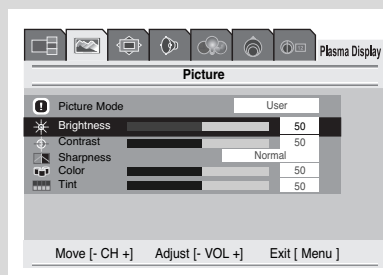 Plasma Display
Picture
Picture Mode User
Brightness 50
Contrast 50
Sharpness Normal
Color 50
Tint 50
Move [- CH +] Adjust [- VOL +] Exit [ Menu ]